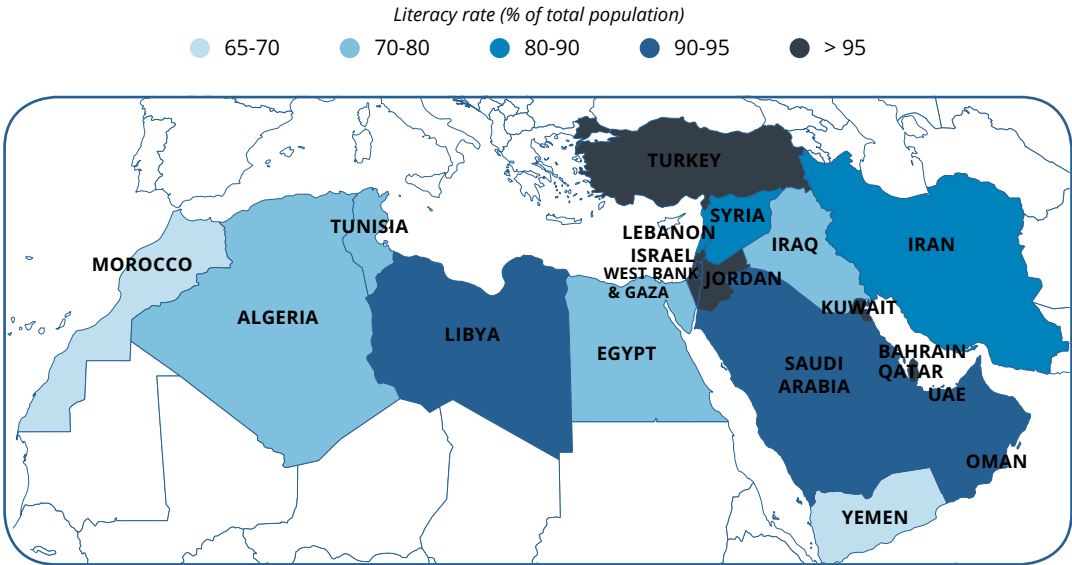 Literacy rate (% of total population)
65-70
70-80
80-90
90-95
> 95
TURKEY
TUNISIA
SYRIA
LEBANON
MOROCCO
ISRAEL
IRAQ
IRAN
WEST BANK
& GAZA
JORDAN
ALGERIA
KUWAIT
LIBYA
EGYPT
BAHRAIN
SAUDI
ARABIA
QATAR
UAE
OMAN
YEMEN